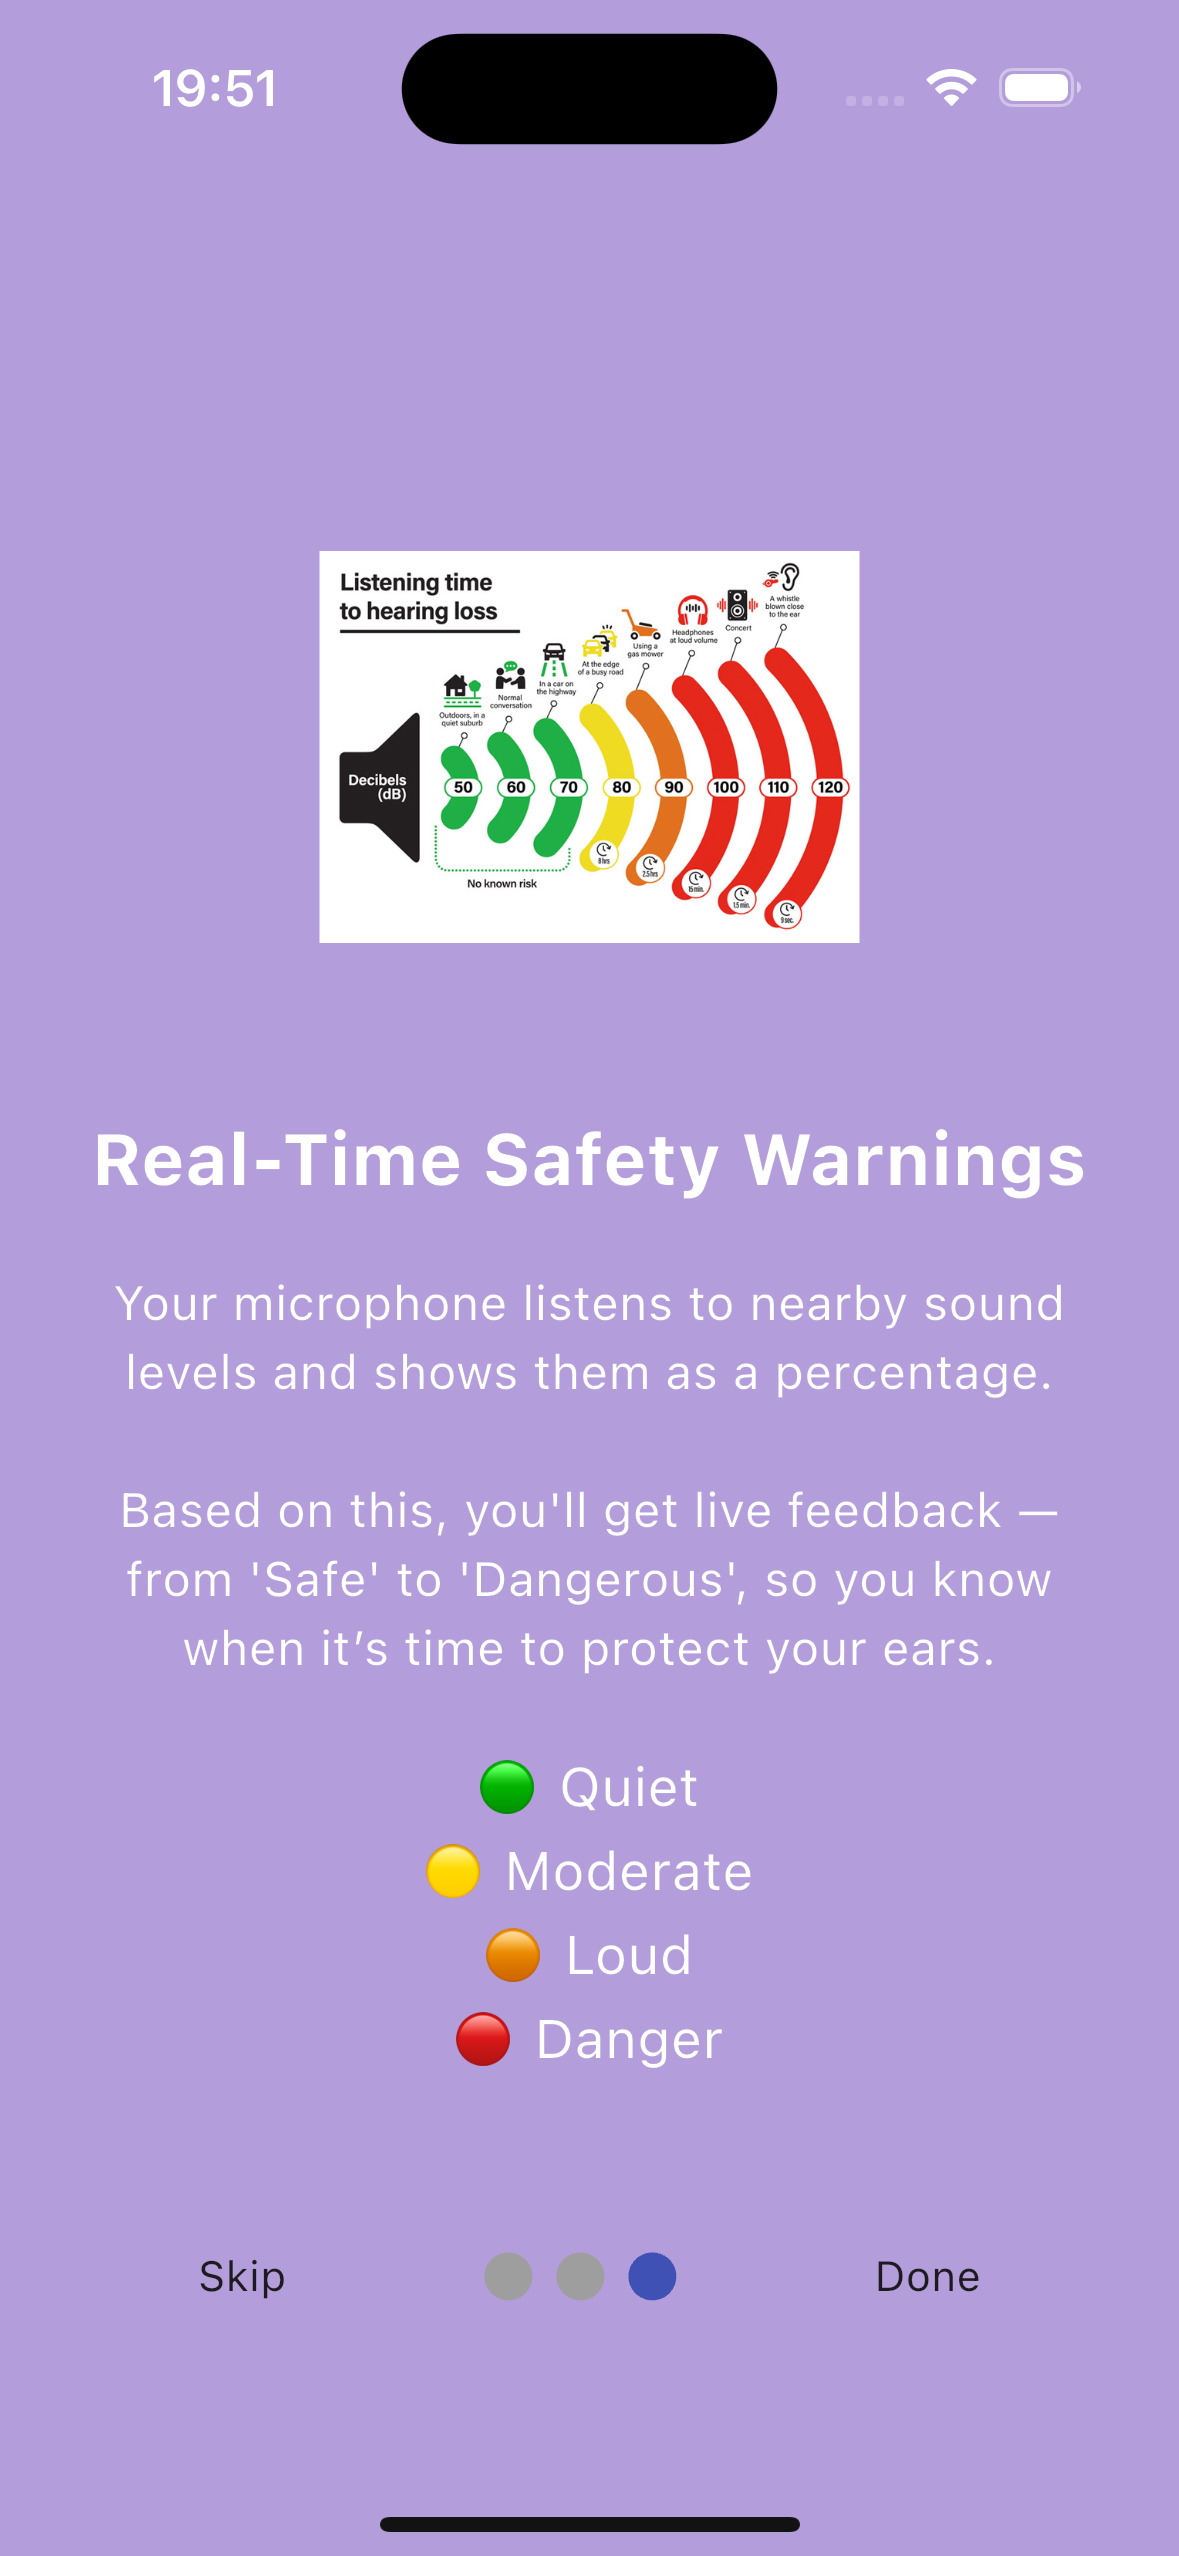 19:51
Listening time
to hearing loss
A whistle
blown close
to the ear
Concert
Headphones
at loud volume
Using a
gas mower
At the edge
of a busy road
In a car on
the highway
Normal
conversation
Outdoors, in a
quiet suburb
Decibels
(dB)
50 60 70 80 90 100 110 120
8 hrs
2.5 hrs
15 min.
1.5 min.
9 sec.
No known risk
Real-Time Safety Warnings
Your microphone listens to nearby sound
levels and shows them as a percentage.
Based on this, you'll get live feedback —
from 'Safe' to 'Dangerous', so you know
when it’s time to protect your ears.
Quiet
Moderate
Loud
Danger
Skip
Done